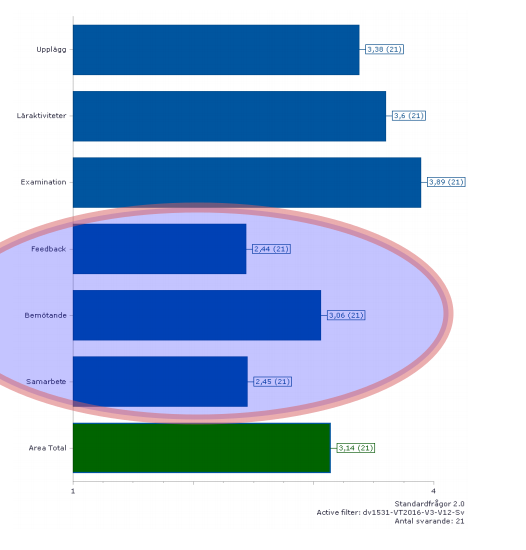 Upplägg
3,38 (21)
Läraktiviteter
3,6 (21)
Examination
3,89 (21)
Feedback
2,44 (21)
Bemötande
3,06 (21)
Samarbete
2,45 (21)
Area Total
3,14 (21)
1
4
Standardfrågor 2.0
Active filter: dv1531-VT2016-V3-V12-Sv
Antal svarande: 21